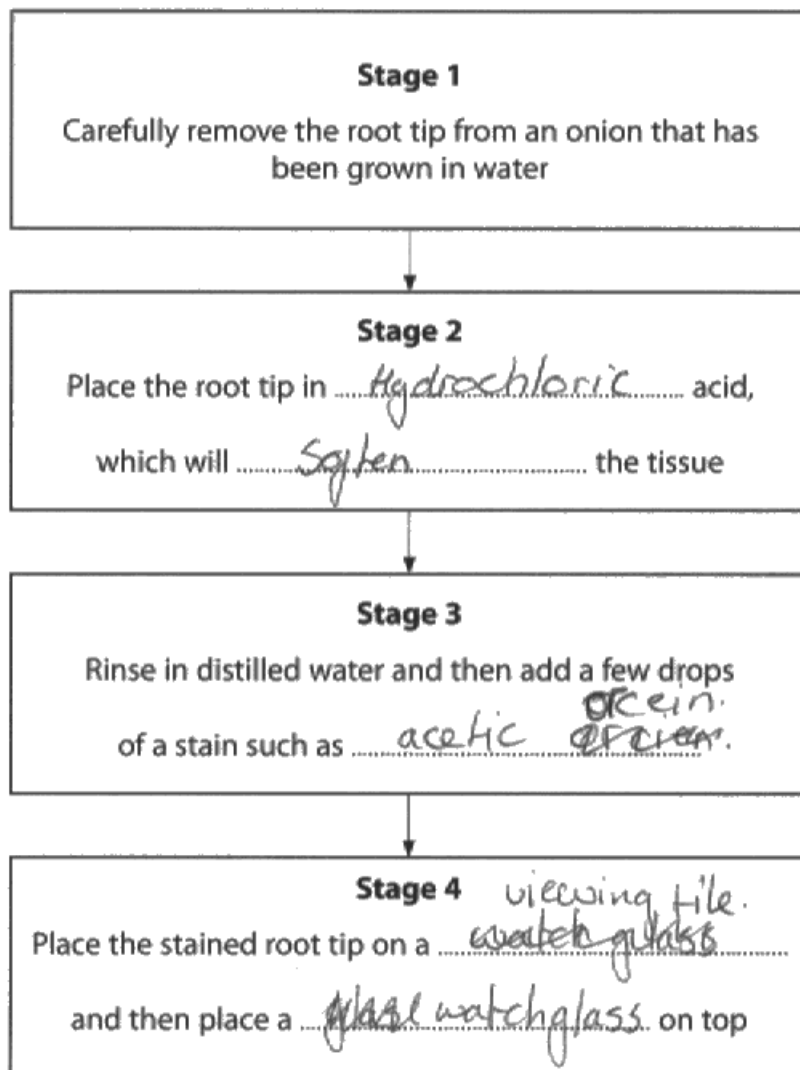 Stage 1
Carefully remove the root tip from an onion that has
been grown in water
Stage 2
Place the root tip in ....Hydrochloric.... acid,
which will ....Soften.... the tissue
Stage 3
Rinse in distilled water and then add a few drops
orcein.
of a stain such as ....acetic
Stage 4 viewing tile.
Place the stained root tip on a ....watch glass....
and then place a ....watchglass.... on top